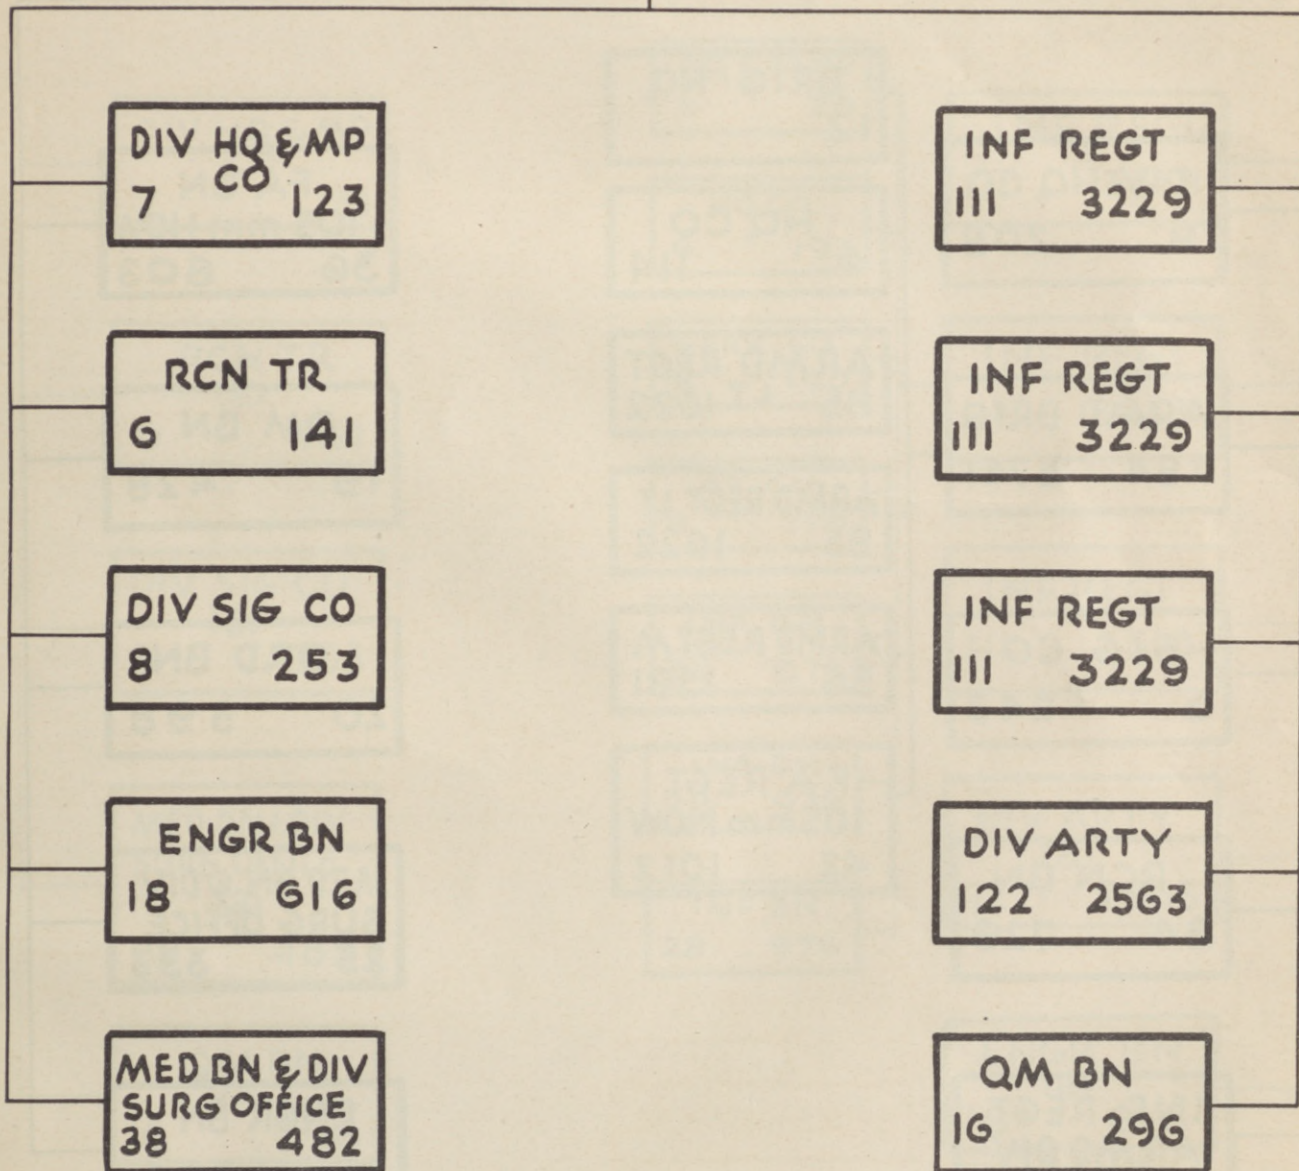 DIV HQ & MP
CO
7 123
RCN TR
6 141
DIV SIG CO
8 253
ENGR BN
18 616
MED BN & DIV
SURG OFFICE
38 482
INF REGT
111 3229
INF REGT
111 3229
INF REGT
111 3229
DIV ARTY
122 2563
QM BN
16 296